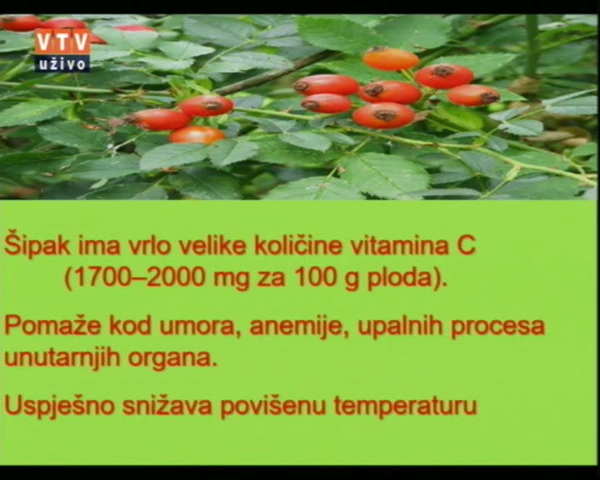 VTV
uživo
Šipak ima vrlo velike količine vitamina C
(1700–2000 mg za 100 g ploda).
Pomaže kod umora, anemije, upalnih procesa
unutarnjih organa.
Uspješno snižava povišenu temperaturu